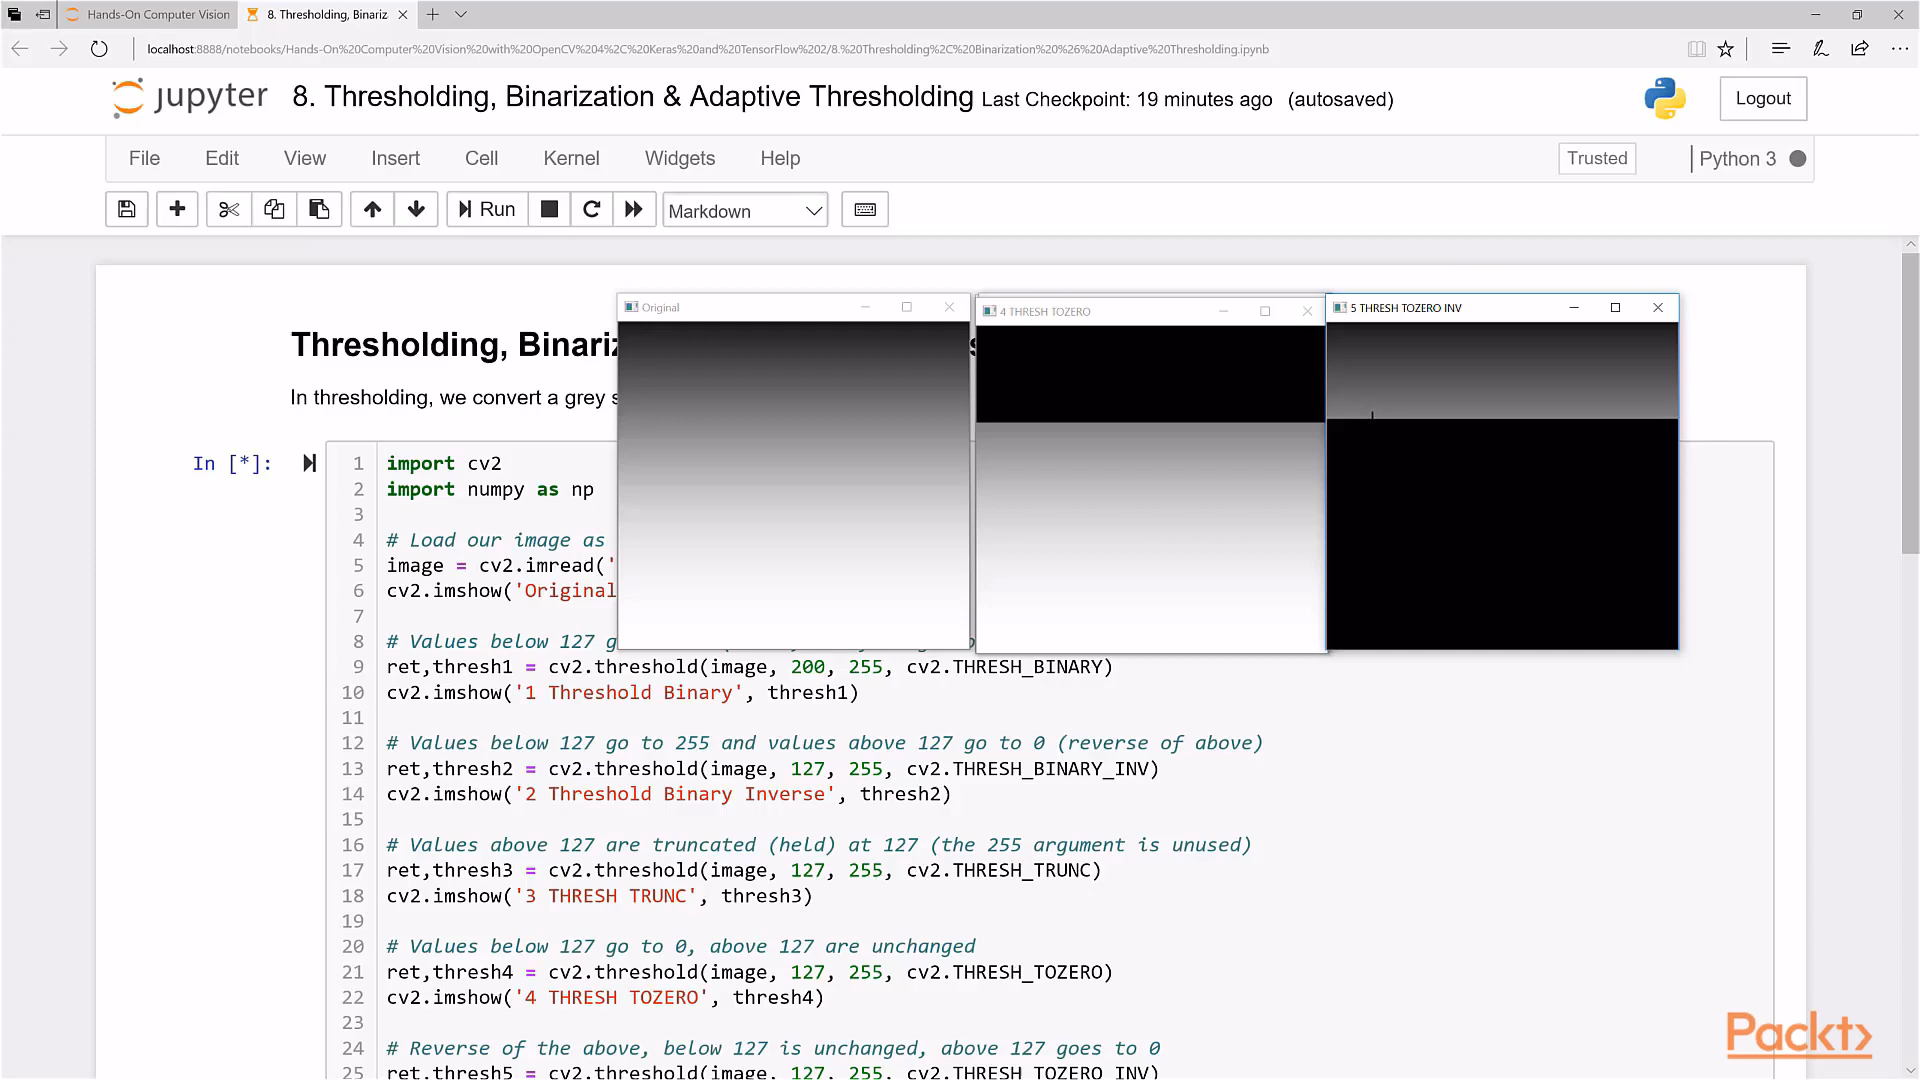 Hands-On Computer Vision
8. Thresholding, Binariz
localhost:8888/notebooks/Hands-On%20Computer%20Vision%20with%20OpenCV%204%2C%20Keras%20and%20TensorFlow%202/8.%20Thresholding%2C%20Binarization%20%26%20Adaptive%20Thresholding.ipynb
jupyter 8. Thresholding, Binarization & Adaptive Thresholding Last Checkpoint: 19 minutes ago (autosaved)
Logout
File Edit View Insert Cell Kernel Widgets Help
Trusted
Python 3
Run
Markdown
Original
4 THRESH TOZERO
5 THRESH TOZERO INV
Thresholding, Binariz
In thresholding, we convert a grey s
In [*]:
1 import cv2
2 import numpy as np
3
4 # Load our image as
5 image = cv2.imread('
6 cv2.imshow('Original
7
8 # Values below 127 g
9 ret,thresh1 = cv2.threshold(image, 200, 255, cv2.THRESH_BINARY)
10 cv2.imshow('1 Threshold Binary', thresh1)
11
12 # Values below 127 go to 255 and values above 127 go to 0 (reverse of above)
13 ret,thresh2 = cv2.threshold(image, 127, 255, cv2.THRESH_BINARY_INV)
14 cv2.imshow('2 Threshold Binary Inverse', thresh2)
15
16 # Values above 127 are truncated (held) at 127 (the 255 argument is unused)
17 ret,thresh3 = cv2.threshold(image, 127, 255, cv2.THRESH_TRUNC)
18 cv2.imshow('3 THRESH TRUNC', thresh3)
19
20 # Values below 127 go to 0, above 127 are unchanged
21 ret,thresh4 = cv2.threshold(image, 127, 255, cv2.THRESH_TOZERO)
22 cv2.imshow('4 THRESH TOZERO', thresh4)
23
24 # Reverse of the above, below 127 is unchanged, above 127 goes to 0
25 ret,thresh5 = cv2.threshold(image, 127, 255, cv2.THRESH_TOZERO_INV)
Packt>